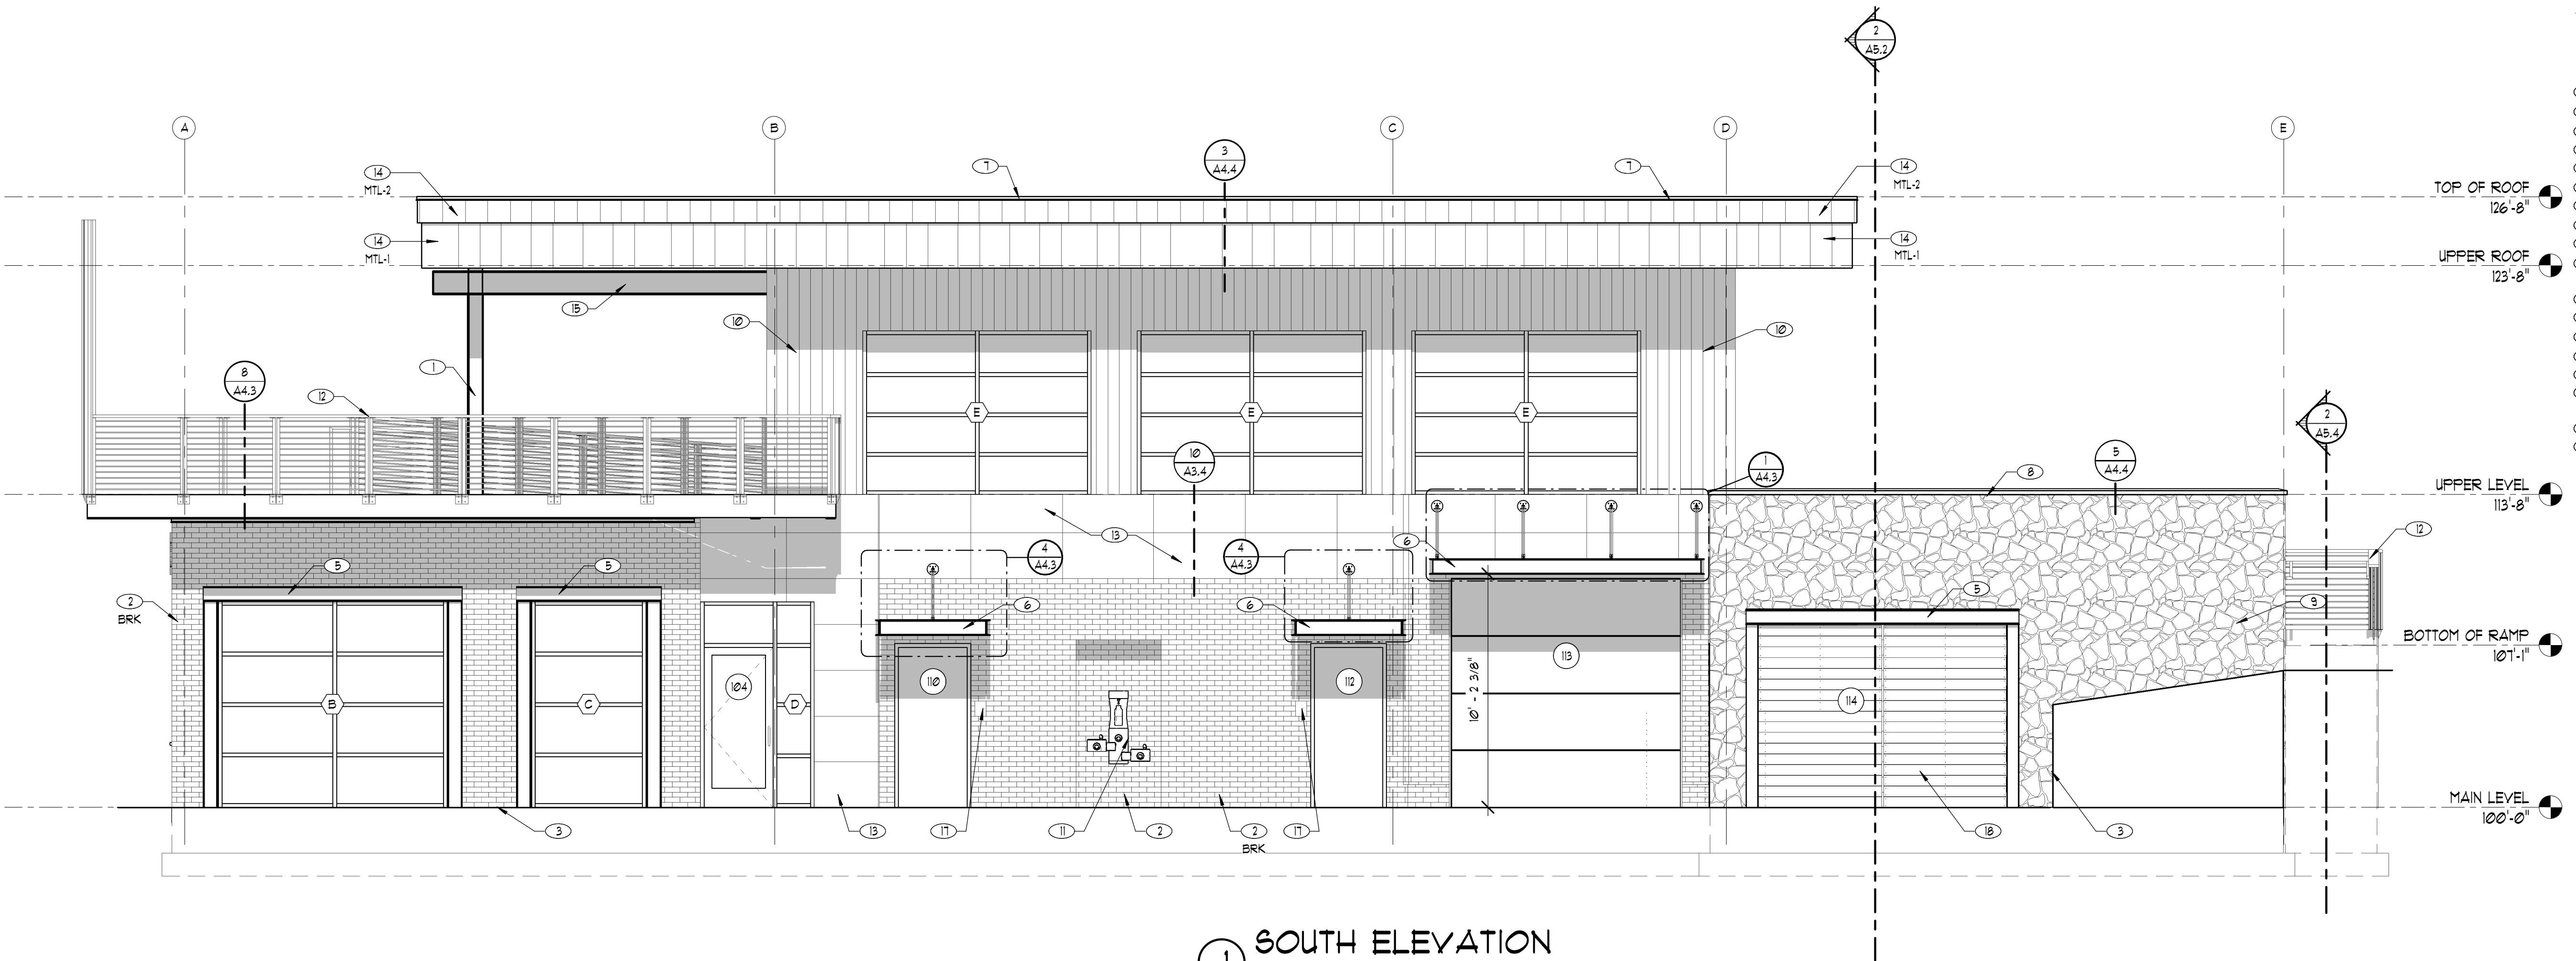 2
A5.2
A
B
C
D
E
3
A4.4
7
7
14
MTL-2
14
MTL-2
TOP OF ROOF
126'-8"
14
MTL-1
14
MTL-1
UPPER ROOF
123'-8"
15
10
10
1
8
A4.3
12
E
E
E
2
A5.4
10
A3.4
1
A4.3
5
A4.4
8
UPPER LEVEL
113'-8"
13
6
12
4
A4.3
4
A4.3
5
5
5
2
BRK
6
6
9
BOTTOM OF RAMP
107'-1"
104
110
112
113
10' - 2 3/8"
114
B
C
D
17
11
2
2
BRK
17
3
13
18
3
MAIN LEVEL
100'-0"
1
SOUTH ELEVATION